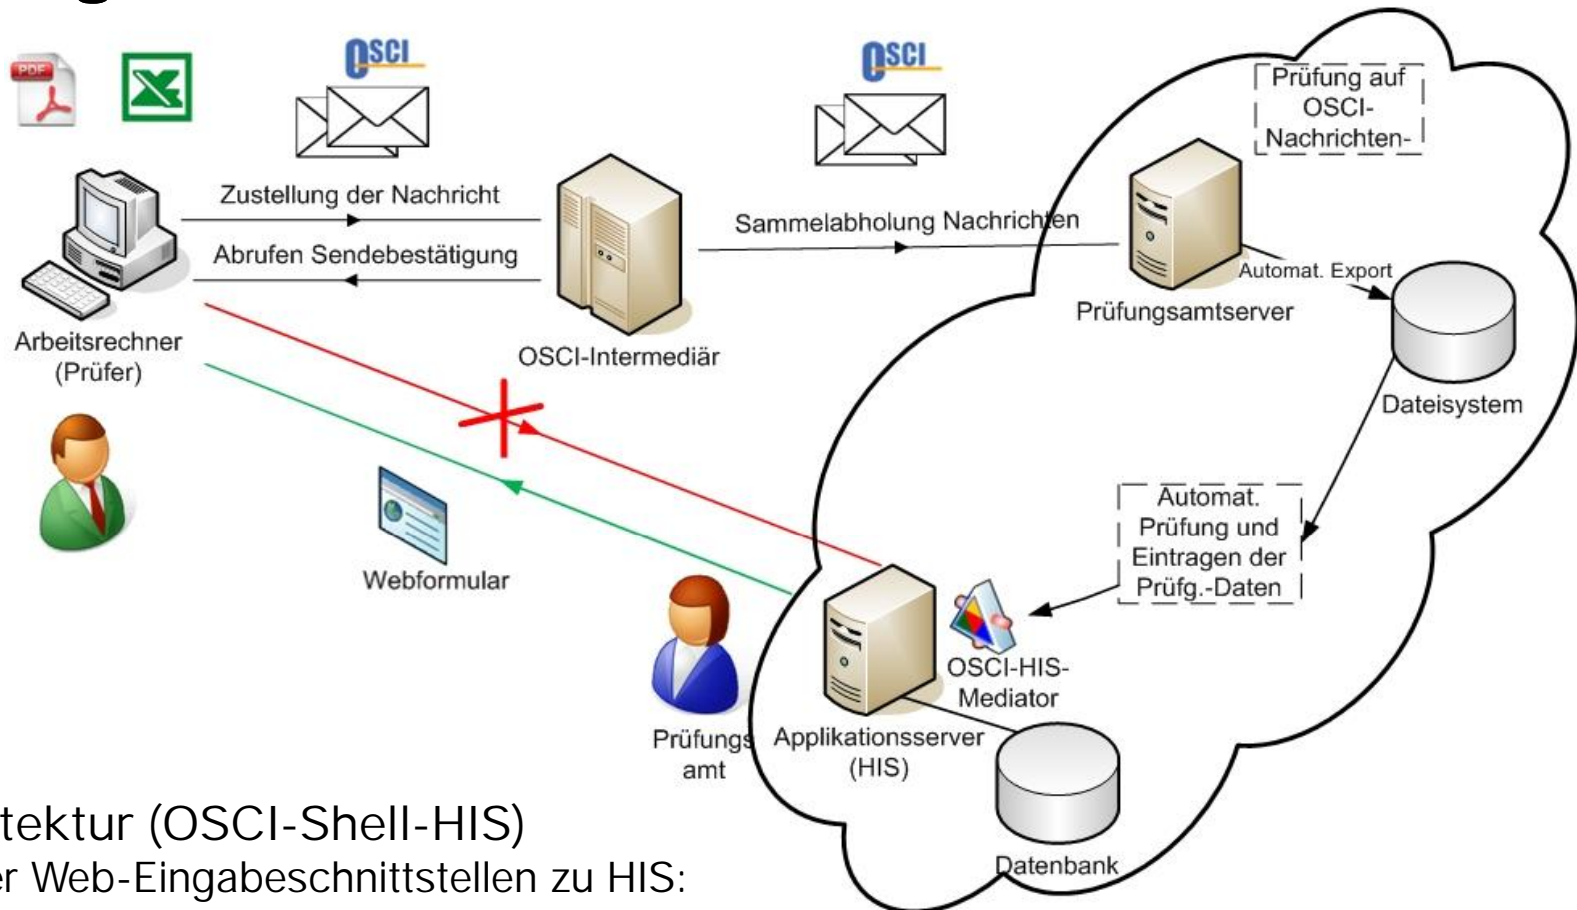 PDF
OSCI
OSCI
Prüfung auf
OSCI-
Nachrichten-
Zustellung der Nachricht
Abrufen Sendebestätigung
Sammelabholung Nachrichten
Automat. Export
Prüfungsamtserver
Arbeitsrechner
(Prüfer)
OSCI-Intermediär
Dateisystem
Automat.
Prüfung und
Eintragen der
Prüfg.-Daten
Webformular
OSCI-HIS-
Mediator
Prüfungs
amt
Applikationsserver
(HIS)
Datenbank
tektur (OSCI-Shell-HIS)
er Web-Eingabeschnittstellen zu HIS: